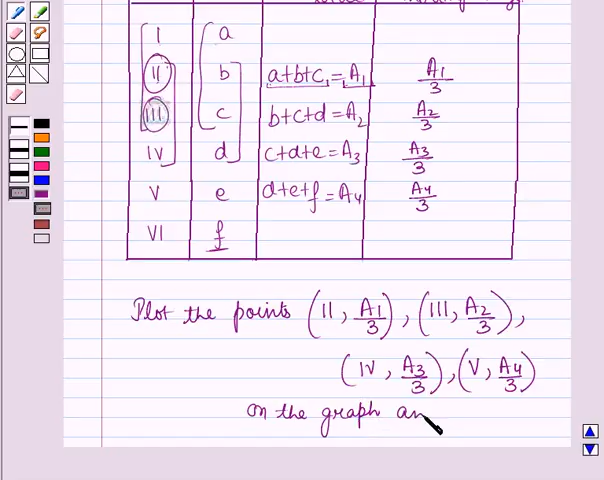 I a
II b a+b+c=A₁ A₁/3
III c b+c+d=A₂ A₂/3
IV d c+d+e=A₃ A₃/3
V e d+e+f=A₄ A₄/3
VI f
Plot the points (II, A₁/3), (III, A₂/3),
(IV, A₃/3), (V, A₄/3)
on the graph an